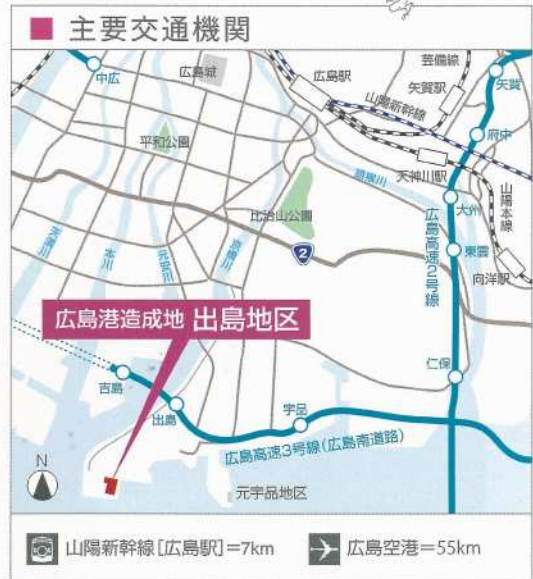 主要交通機関
中広
広島城
広島駅
芸備線
矢賀駅
矢賀
山陽新幹線
府中
平和公園
天神川駅
猿猴川
山陽本線
大州
比治山公園
広島高速2号線
東雲
2
向洋駅
天満川
本川
元安川
京橋川
広島港造成地 出島地区
仁保
吉島
出島
宇品
広島高速3号線(広島南道路)
N
元宇品地区
山陽新幹線[広島駅]=7km
広島空港=55km